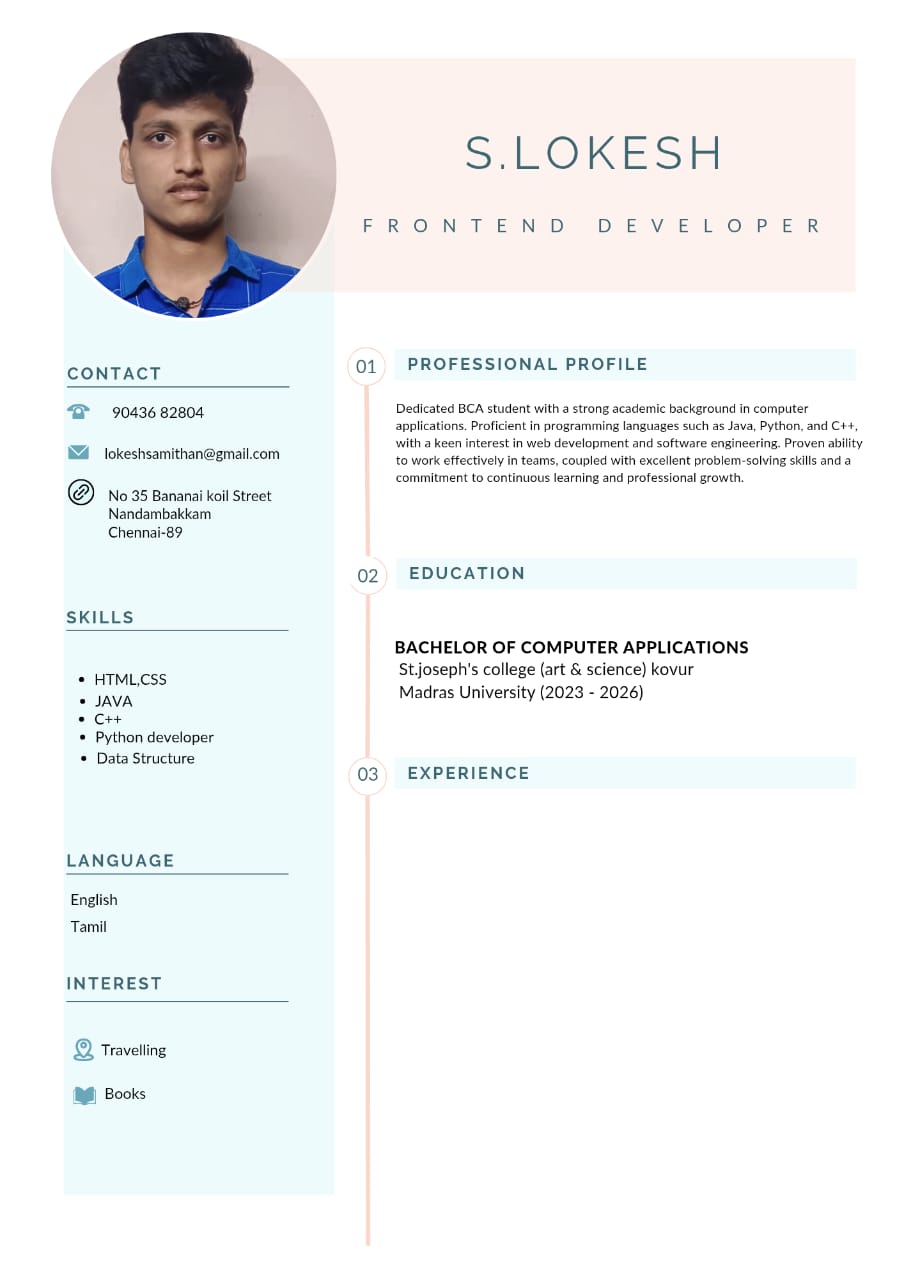 S.LOKESH
FRONTEND DEVELOPER
CONTACT
90436 82804
lokeshsamithan@gmail.com
No 35 Bananai koil Street
Nandambakkam
Chennai-89
SKILLS
HTML,CSS
JAVA
C++
Python developer
Data Structure
LANGUAGE
English
Tamil
INTEREST
Travelling
Books
01 PROFESSIONAL PROFILE
Dedicated BCA student with a strong academic background in computer
applications. Proficient in programming languages such as Java, Python, and C++,
with a keen interest in web development and software engineering. Proven ability
to work effectively in teams, coupled with excellent problem-solving skills and a
commitment to continuous learning and professional growth.
02 EDUCATION
BACHELOR OF COMPUTER APPLICATIONS
St.joseph's college (art & science) kovur
Madras University (2023 - 2026)
03 EXPERIENCE